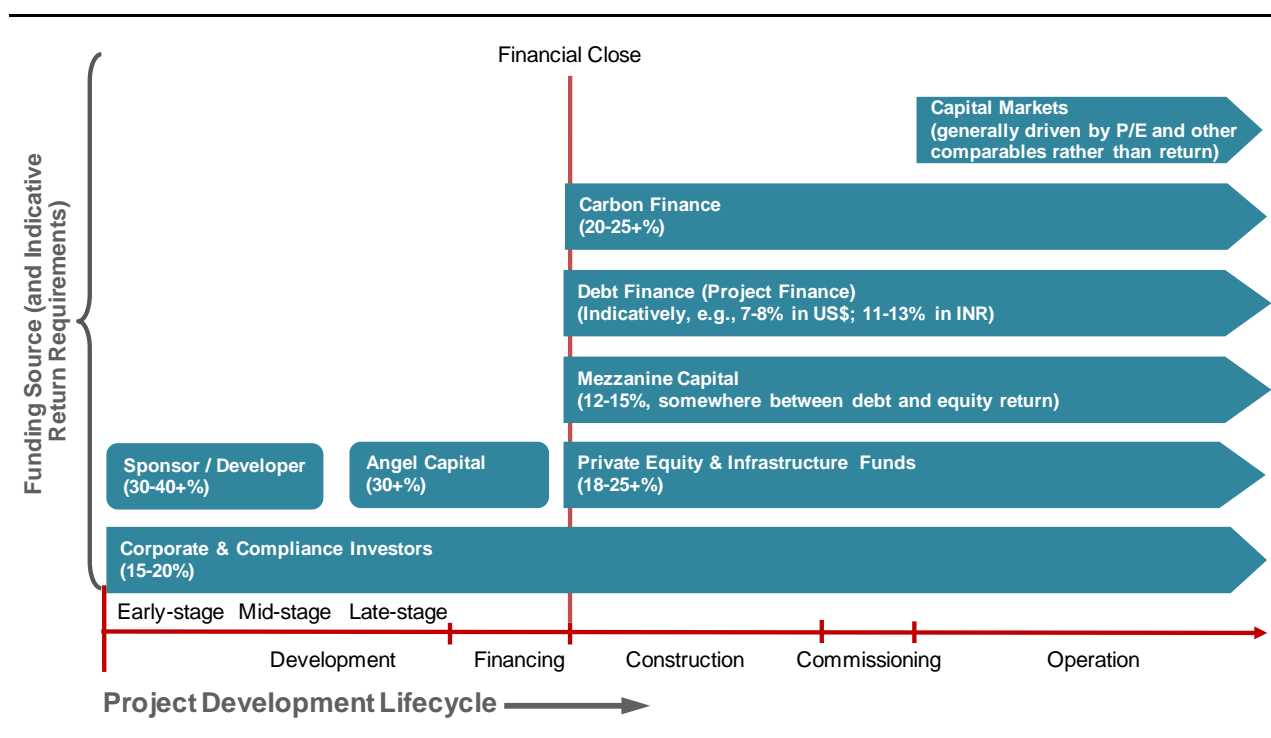 Financial Close
Capital Markets
(generally driven by P/E and other
comparables rather than return)
Funding Source (and Indicative
Return Requirements)
Carbon Finance
(20-25+%)
Debt Finance (Project Finance)
(Indicatively, e.g., 7-8% in US$; 11-13% in INR)
Mezzanine Capital
(12-15%, somewhere between debt and equity return)
Sponsor / Developer
(30-40+%)
Angel Capital
(30+%)
Private Equity & Infrastructure Funds
(18-25+%)
Corporate & Compliance Investors
(15-20%)
Early-stage Mid-stage Late-stage
Development Financing Construction Commissioning Operation
Project Development Lifecycle